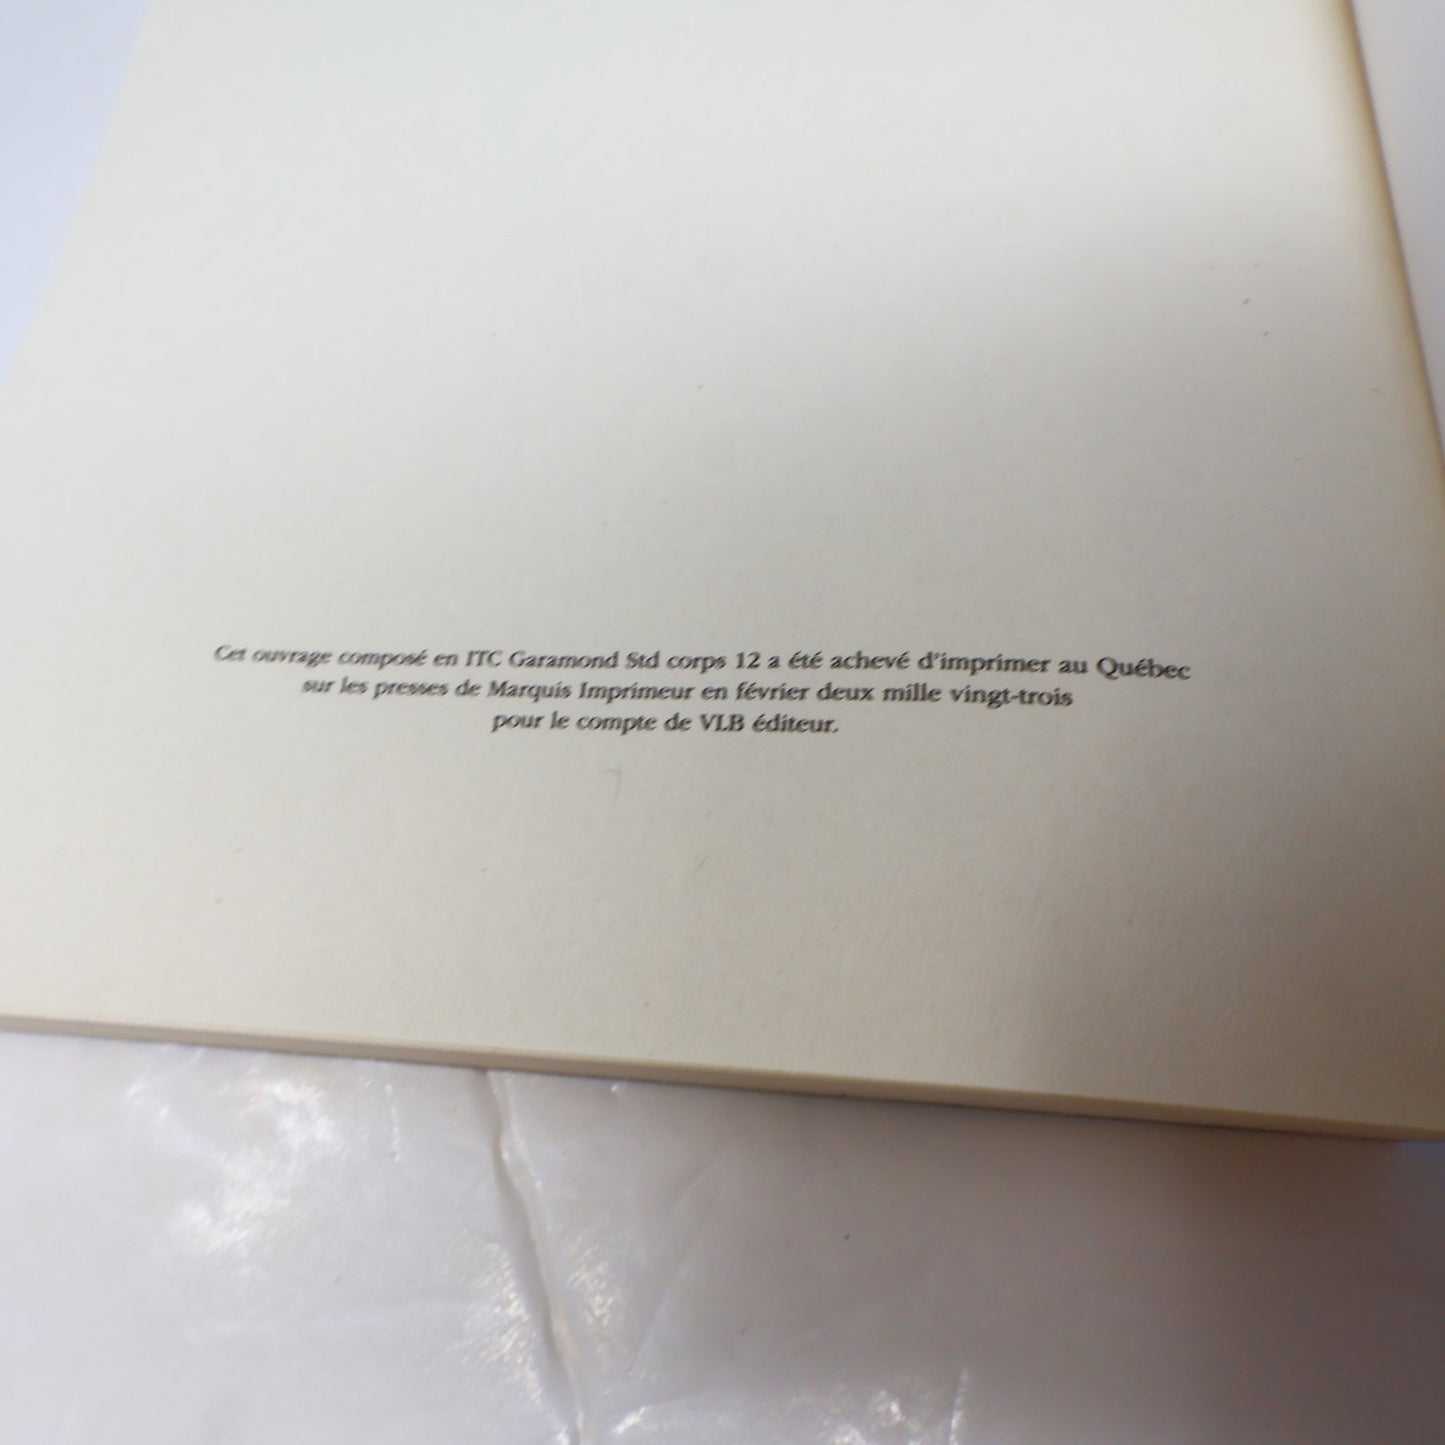 Cet ouvrage composé en ITC Garamond Std corps 12 a été achevé d'imprimer au Québec
sur les presses de Marquis Imprimeur en février deux mille vingt-trois
pour le compte de VLB éditeur.